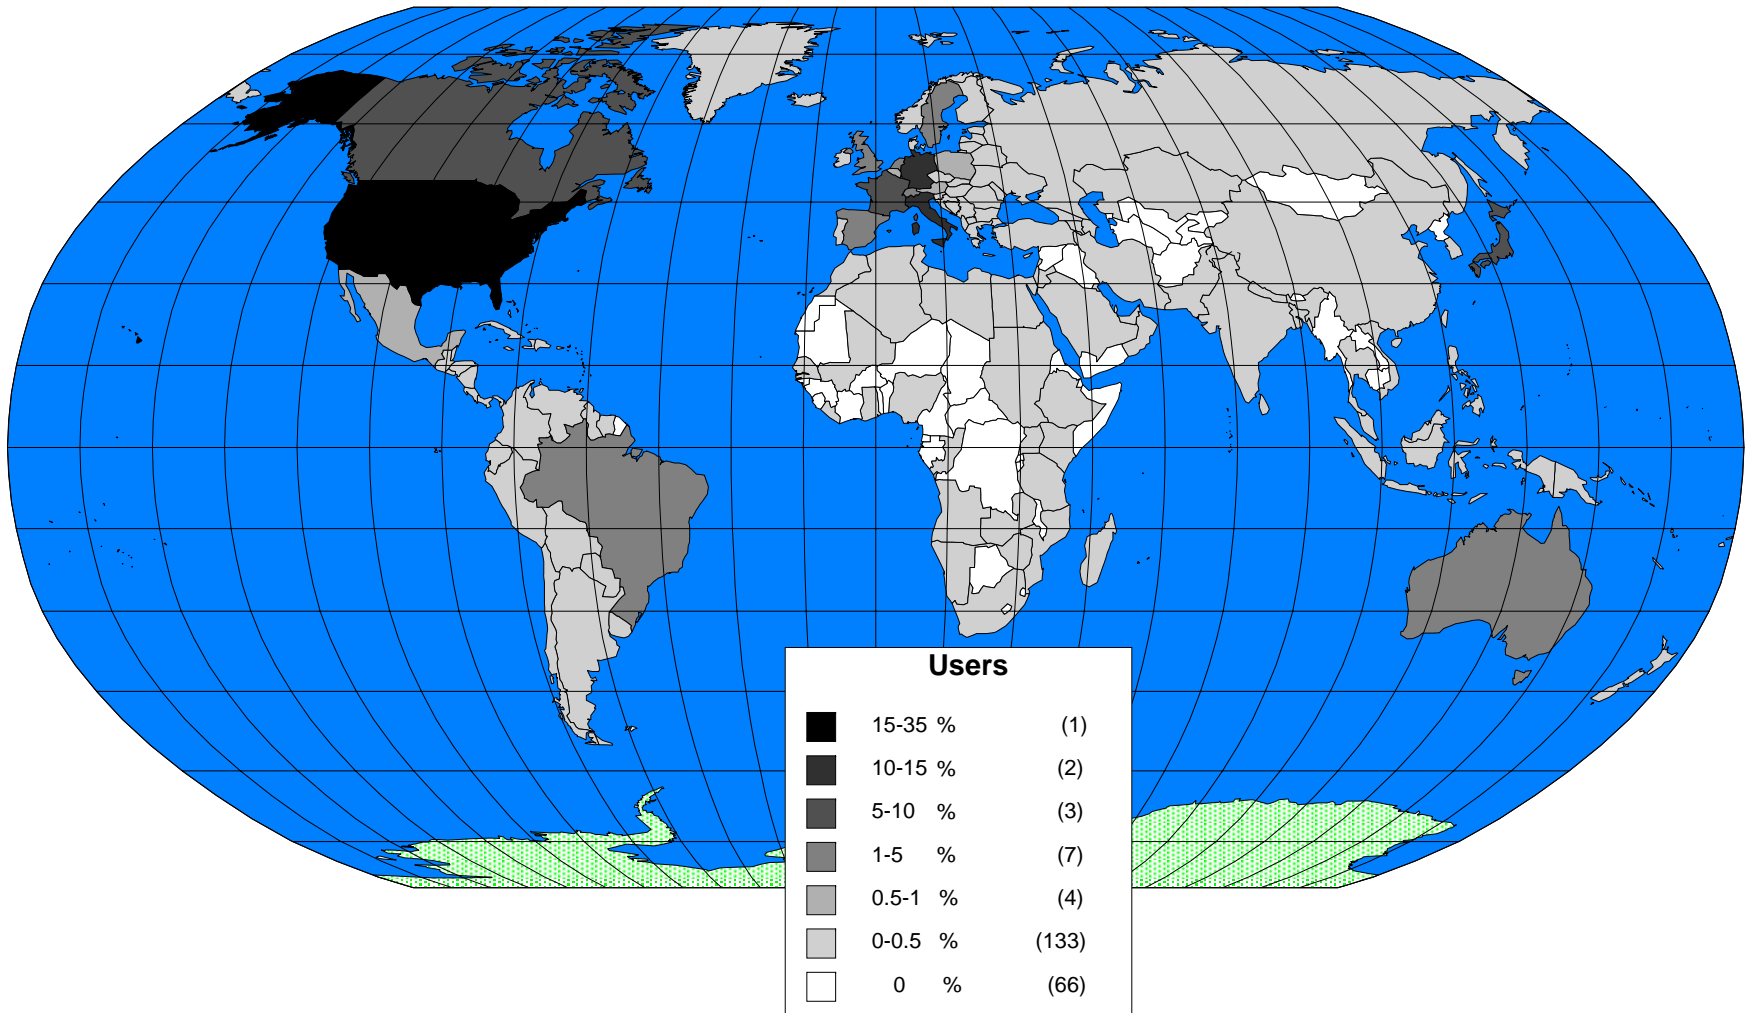 Users
15-35 % (1)
10-15 % (2)
5-10 % (3)
1-5 % (7)
0.5-1 % (4)
0-0.5 % (133)
0 % (66)